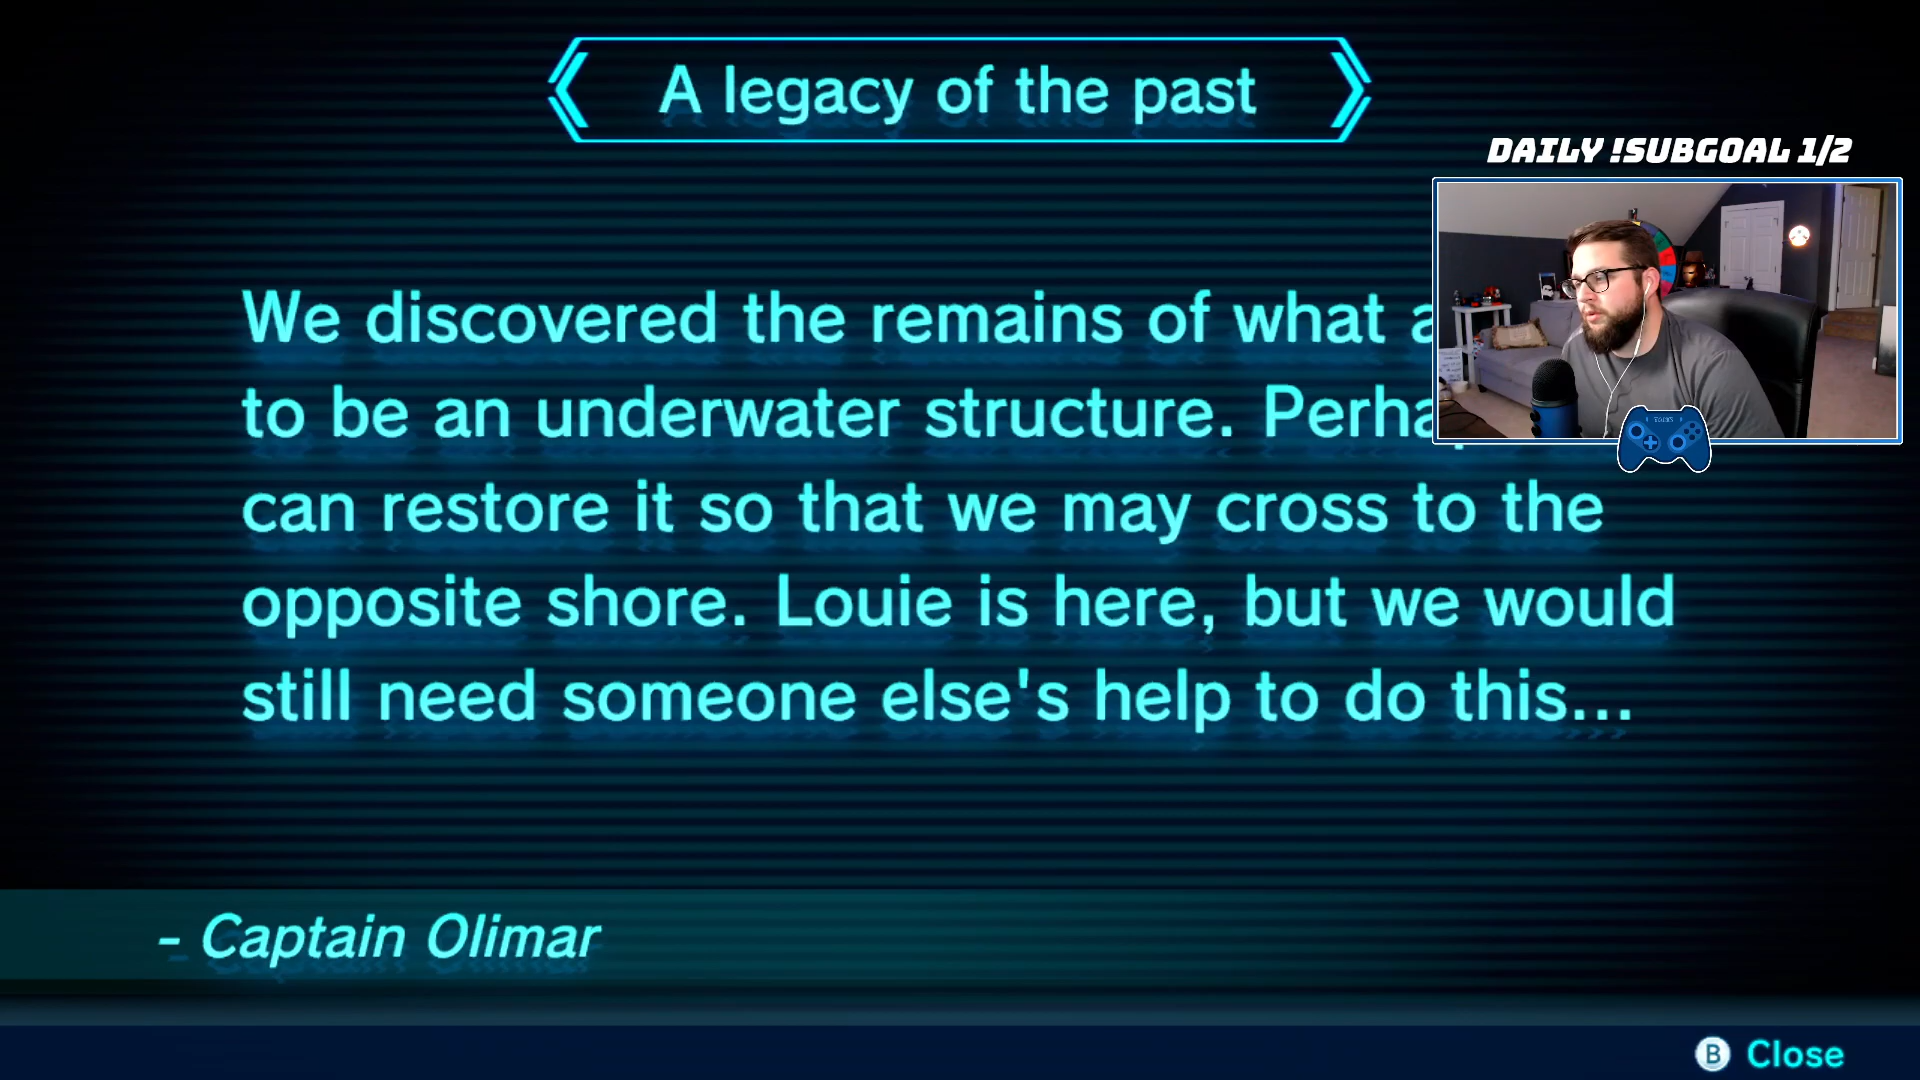 A legacy of the past
DAILY !SUBGOAL 1/2
We discovered the remains of what
to be an underwater structure.
can restore it so that we may cross to the
opposite shore. Louie is here, but we would
still need someone else's help to do this...
- Captain Olimar
B Close